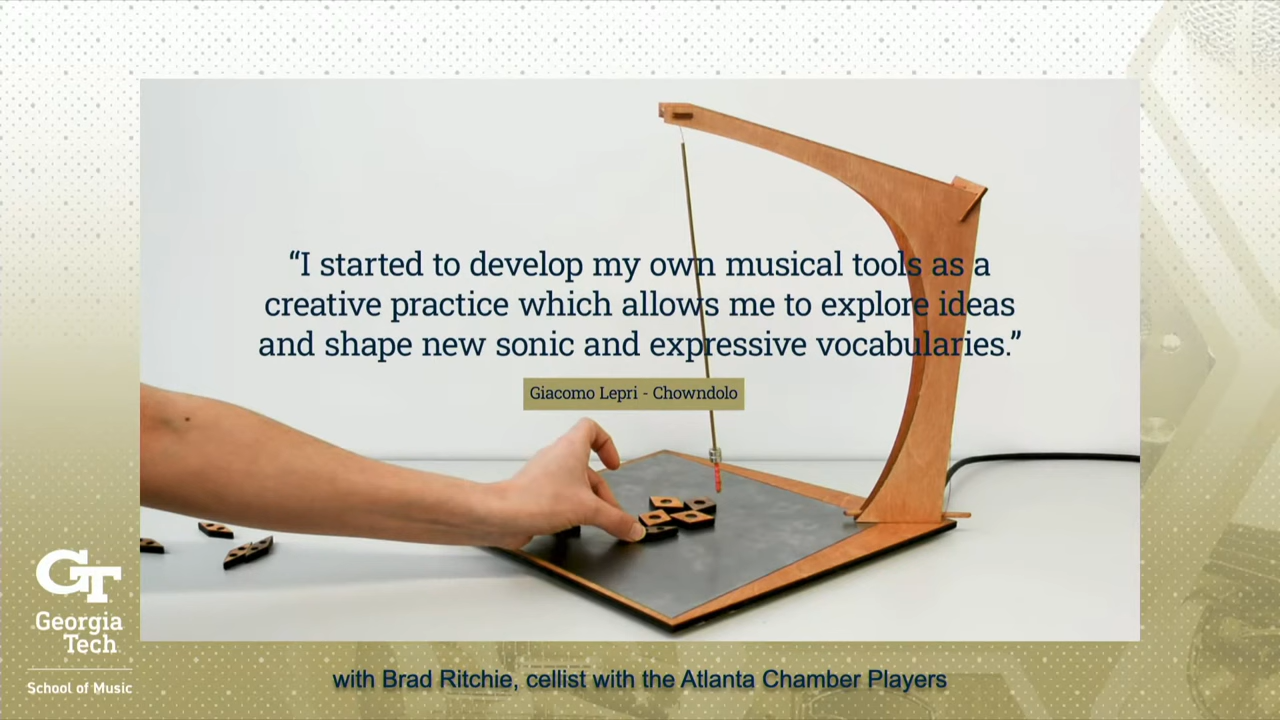 “I started to develop my own musical tools as a
creative practice which allows me to explore ideas
and shape new sonic and expressive vocabularies.”
Giacomo Lepri - Chowndolo
GT
Georgia
Tech
School of Music
with Brad Ritchie, cellist with the Atlanta Chamber Players